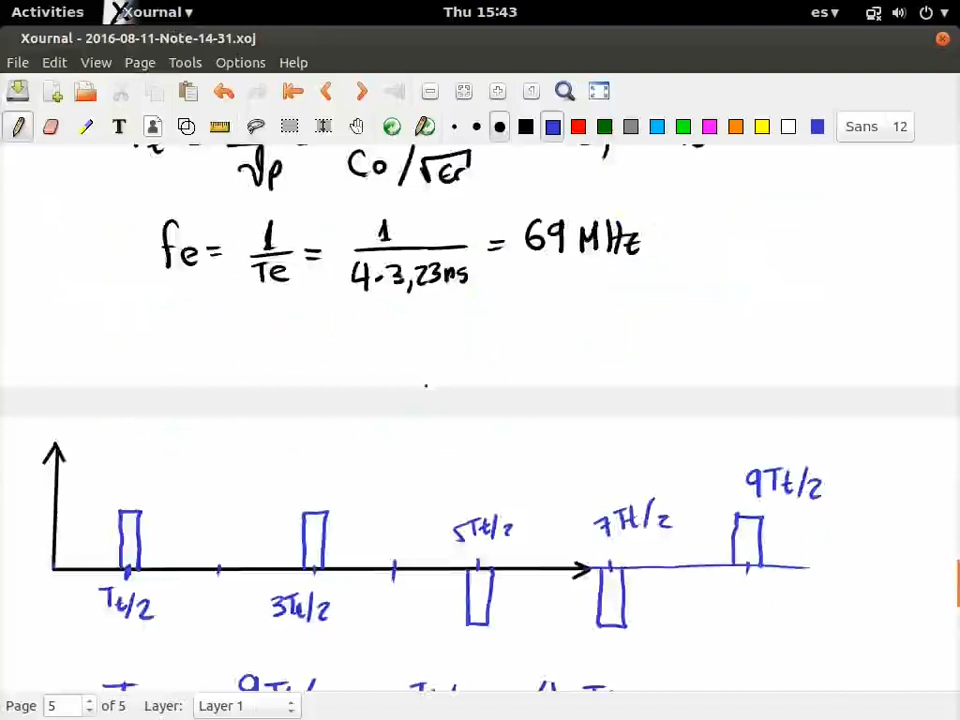 Activities
Xournal ▾
Thu 15:43
es ▾
Xournal - 2016-08-11-Note-14-31.xoj
File Edit View Page Tools Options Help
Sans 12
Co/√εr
fe = 1/Te = 1/(4·3,23ns) = 69 MHz
9Tt/2
5Tt/2
7Tt/2
Tt/2
3Tt/2
9Tt/
Page 5 of 5 Layer: Layer 1